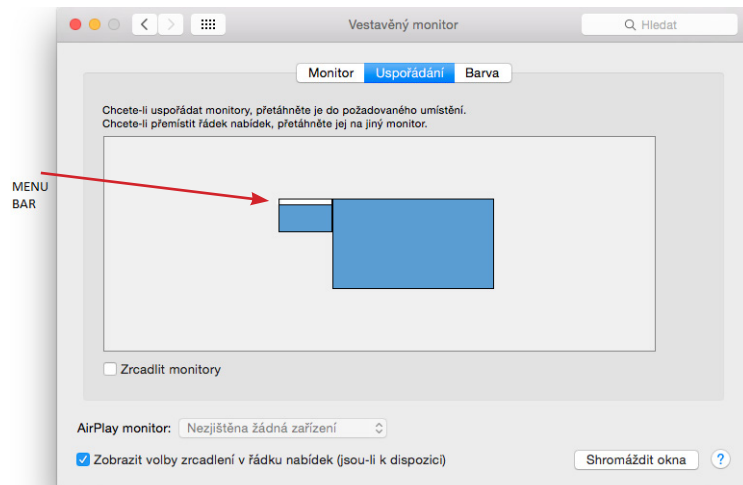 Vestavěný monitor
Hledat
Monitor Uspořádání Barva
Chcete-li uspořádat monitory, přetáhněte je do požadovaného umístění.
Chcete-li přemístit řádek nabídek, přetáhněte jej na jiný monitor.
MENU
BAR
Zrcadlit monitory
AirPlay monitor: Nezjištěna žádná zařízení
Zobrazit volby zrcadlení v řádku nabídek (jsou-li k dispozici)
Shromáždit okna ?